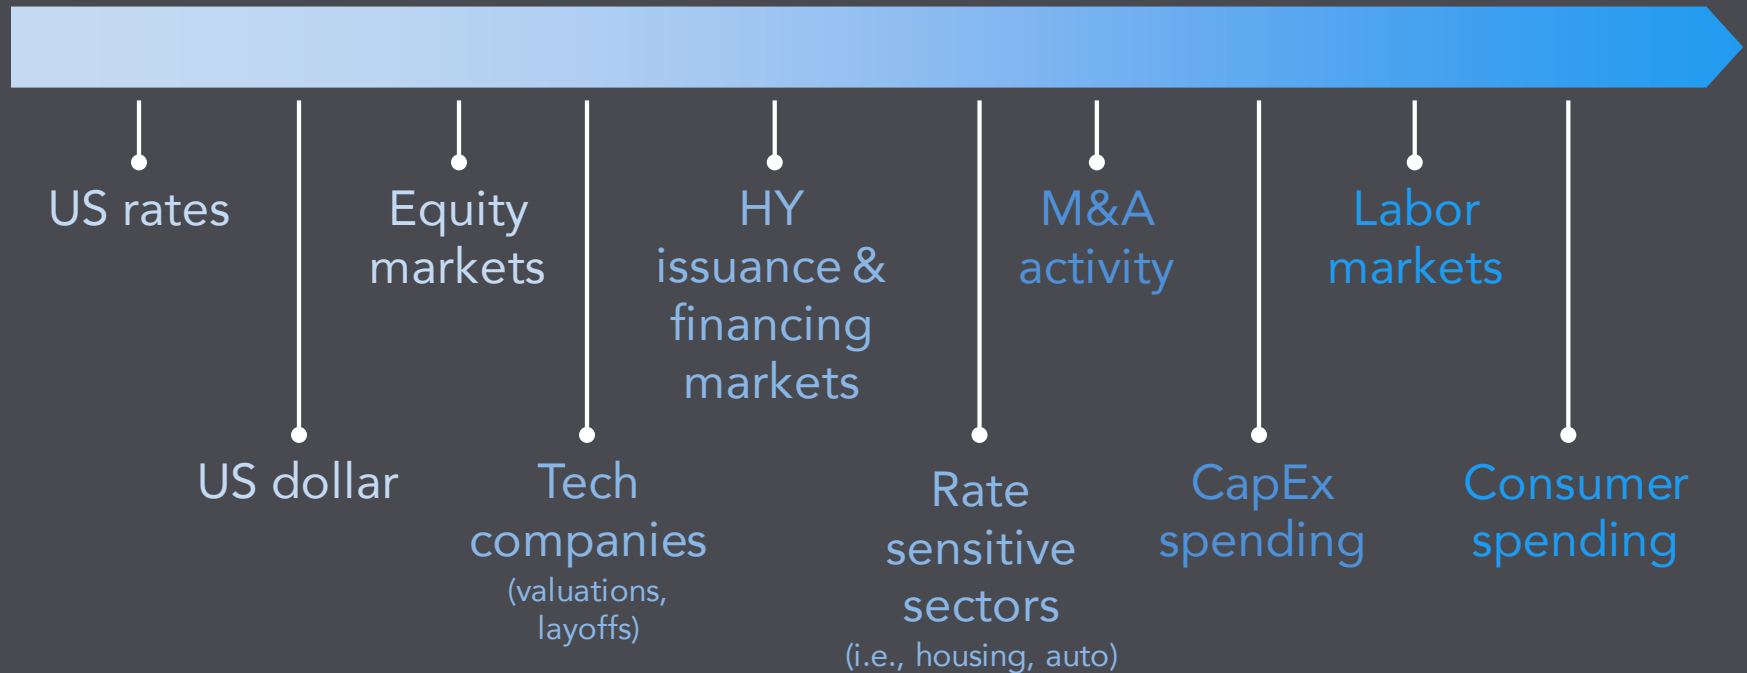 US rates
US dollar
Equity
markets
Tech
companies
(valuations,
layoffs)
HY
issuance &
financing
markets
Rate
sensitive
sectors
(i.e., housing, auto)
M&A
activity
CapEx
spending
Labor
markets
Consumer
spending